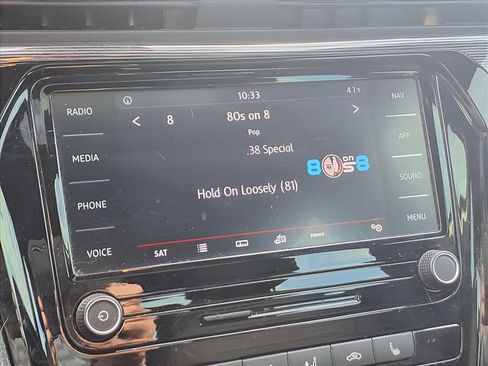 RADIO
MEDIA
PHONE
VOICE
10:33
41°F
< 8 80s on 8 >
Pop
.38 Special
8 on 8
80s
Hold On Loosely (81)
SAT
NAV
APP
SOUND
MENU